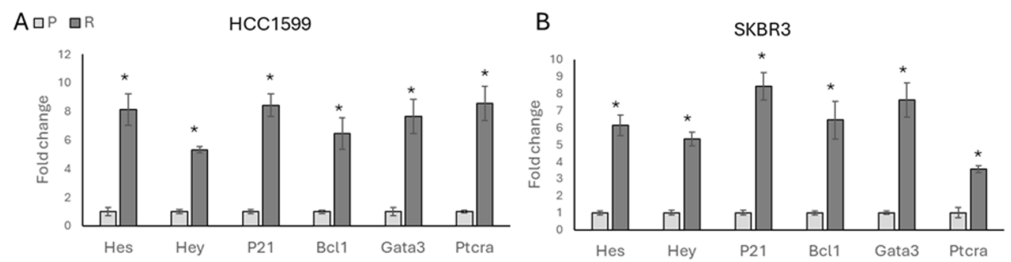 A P R HCC1599
Fold change
12
10
8
6
4
2
0
* * * * * *
Hes Hey P21 Bcl1 Gata3 Ptcra
B SKBR3
Fold change
10
9
8
7
6
5
4
3
2
1
0
* * * * * *
Hes Hey P21 Bcl1 Gata3 Ptcra